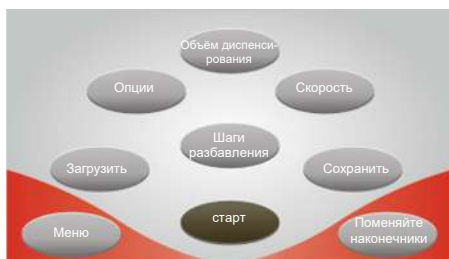 Объём диспенси-
рования
Опции
Скорость
Шаги
разбавления
Загрузить
Сохранить
старт
Меню
Поменяйте
наконечники